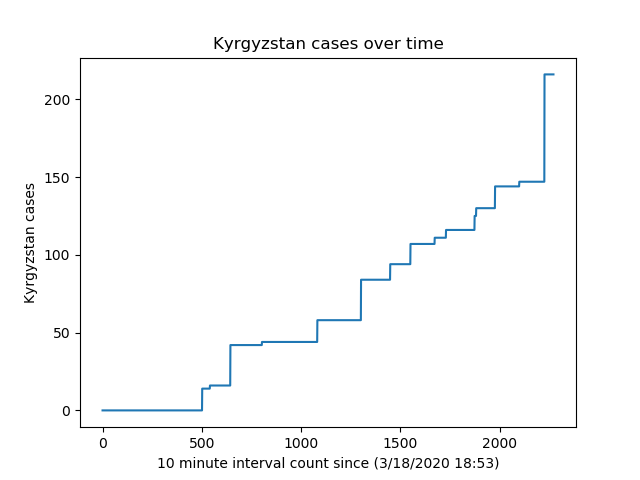 Kyrgyzstan cases over time
200
150
100
50
0
Kyrgyzstan cases
0 500 1000 1500 2000
10 minute interval count since (3/18/2020 18:53)